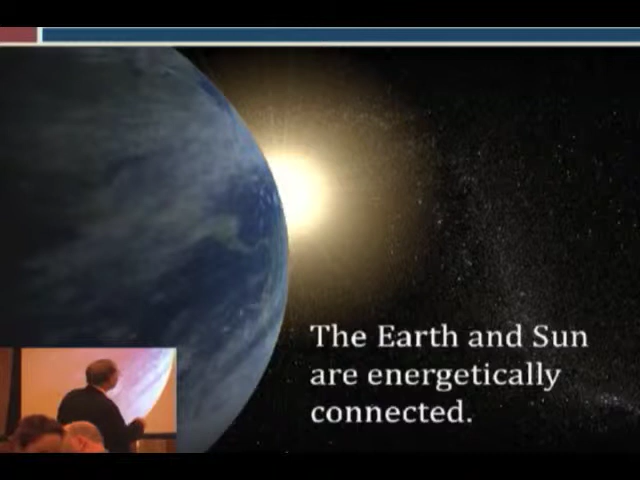 The Earth and Sun
are energetically
connected.